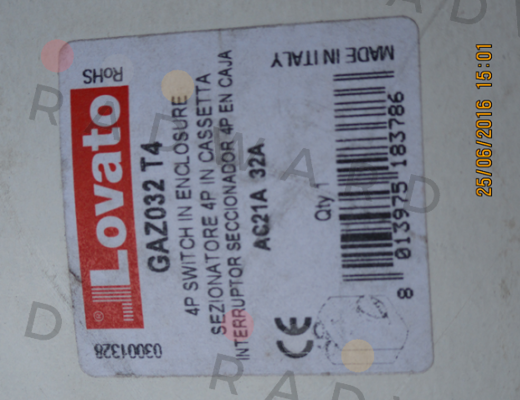 RoHS
Lovato
®
GAZ032 T4
4P SWITCH IN ENCLOSURE
SEZIONATORE 4P IN CASSETTA
INTERRUPTOR SECCIONADOR 4P EN CAJA
AC21A 32A
Qty 1
MADE IN ITALY
8 013975 183786
CE
03001328
25/06/2016 15:01